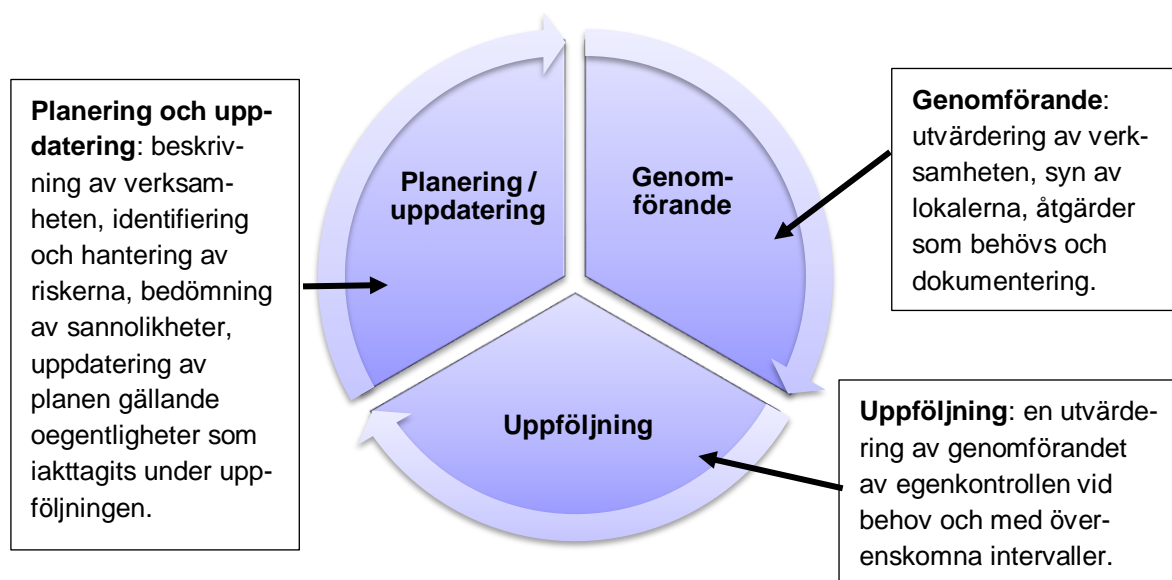 Planering och upp-
datering: beskriv-
ning av verksam-
heten, identifiering
och hantering av
riskerna, bedömning
av sannolikheter,
uppdatering av
planen gällande
oegentligheter som
iakttagits under upp-
följningen.
Planering /
uppdatering
Genom-
förande
Uppföljning
Genomförande:
utvärdering av verk-
samheten, syn av
lokalerna, åtgärder
som behövs och
dokumentering.
Uppföljning: en utvärde-
ring av genomförandet
av egenkontrollen vid
behov och med över-
enskomna intervaller.